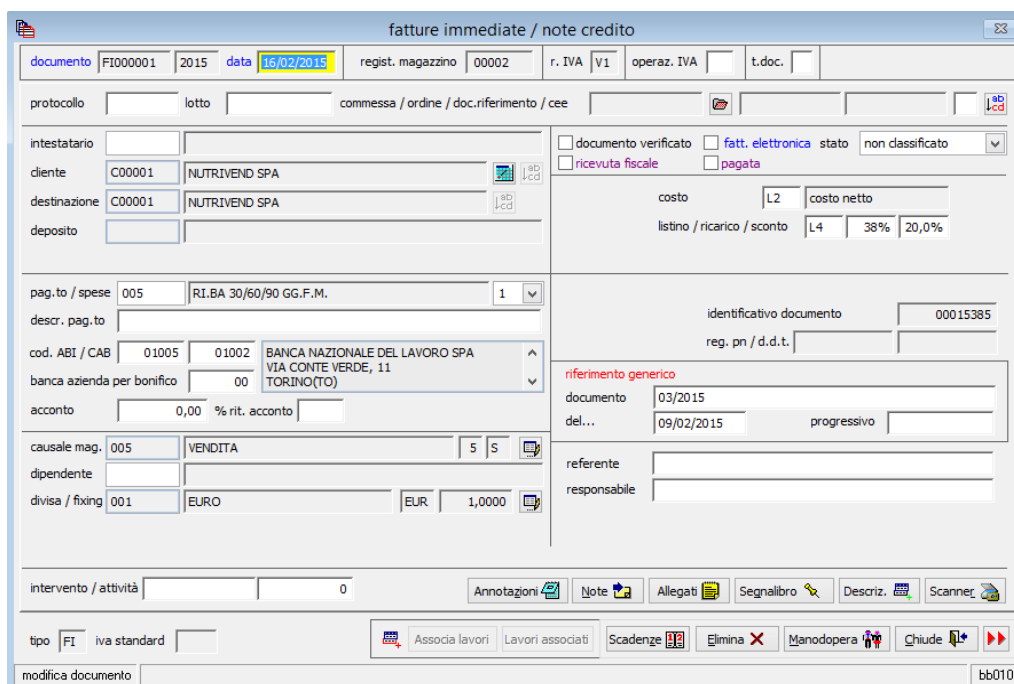 fatture immediate / note credito
documento FI000001 2015 data 16/02/2015 regist. magazzino 00002 r. IVA V1 operaz. IVA t.doc.
protocollo lotto commessa / ordine / doc.riferimento / cee ab cd
intestatario documento verificato fatt. elettronica stato non classificato
ricevuta fiscale pagata
cliente C00001 NUTRIVEND SPA ab cd
destinazione C00001 NUTRIVEND SPA ab cd costo L2 costo netto
deposito listino / ricarico / sconto L4 38% 20,0%
pag.to / spese 005 RI.BA 30/60/90 GG.F.M. 1
descr. pag.to identificativo documento 00015385
reg. pn / d.d.t.
cod. ABI / CAB 01005 01002 BANCA NAZIONALE DEL LAVORO SPA
VIA CONTE VERDE, 11
banca azienda per bonifico 00 TORINO(TO)
riferimento generico
documento 03/2015
acconto 0,00 % rit. acconto
del... 09/02/2015 progressivo
causale mag. 005 VENDITA 5 S
dipendente
referente
divisa / fixing 001 EURO EUR 1,0000
responsabile
intervento / attività 0 Annotazioni Note Allegati Segnalibro Descriz. Scanner
tipo FI iva standard Associa lavori Lavori associati Scadenze 12 Elimina Manodopera Chiude
modifica documento bb010